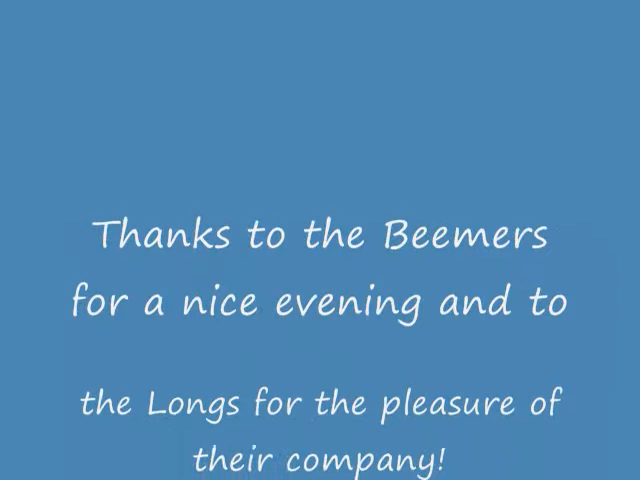 Thanks to the Beemers
for a nice evening and to
the Longs for the pleasure of
their company!